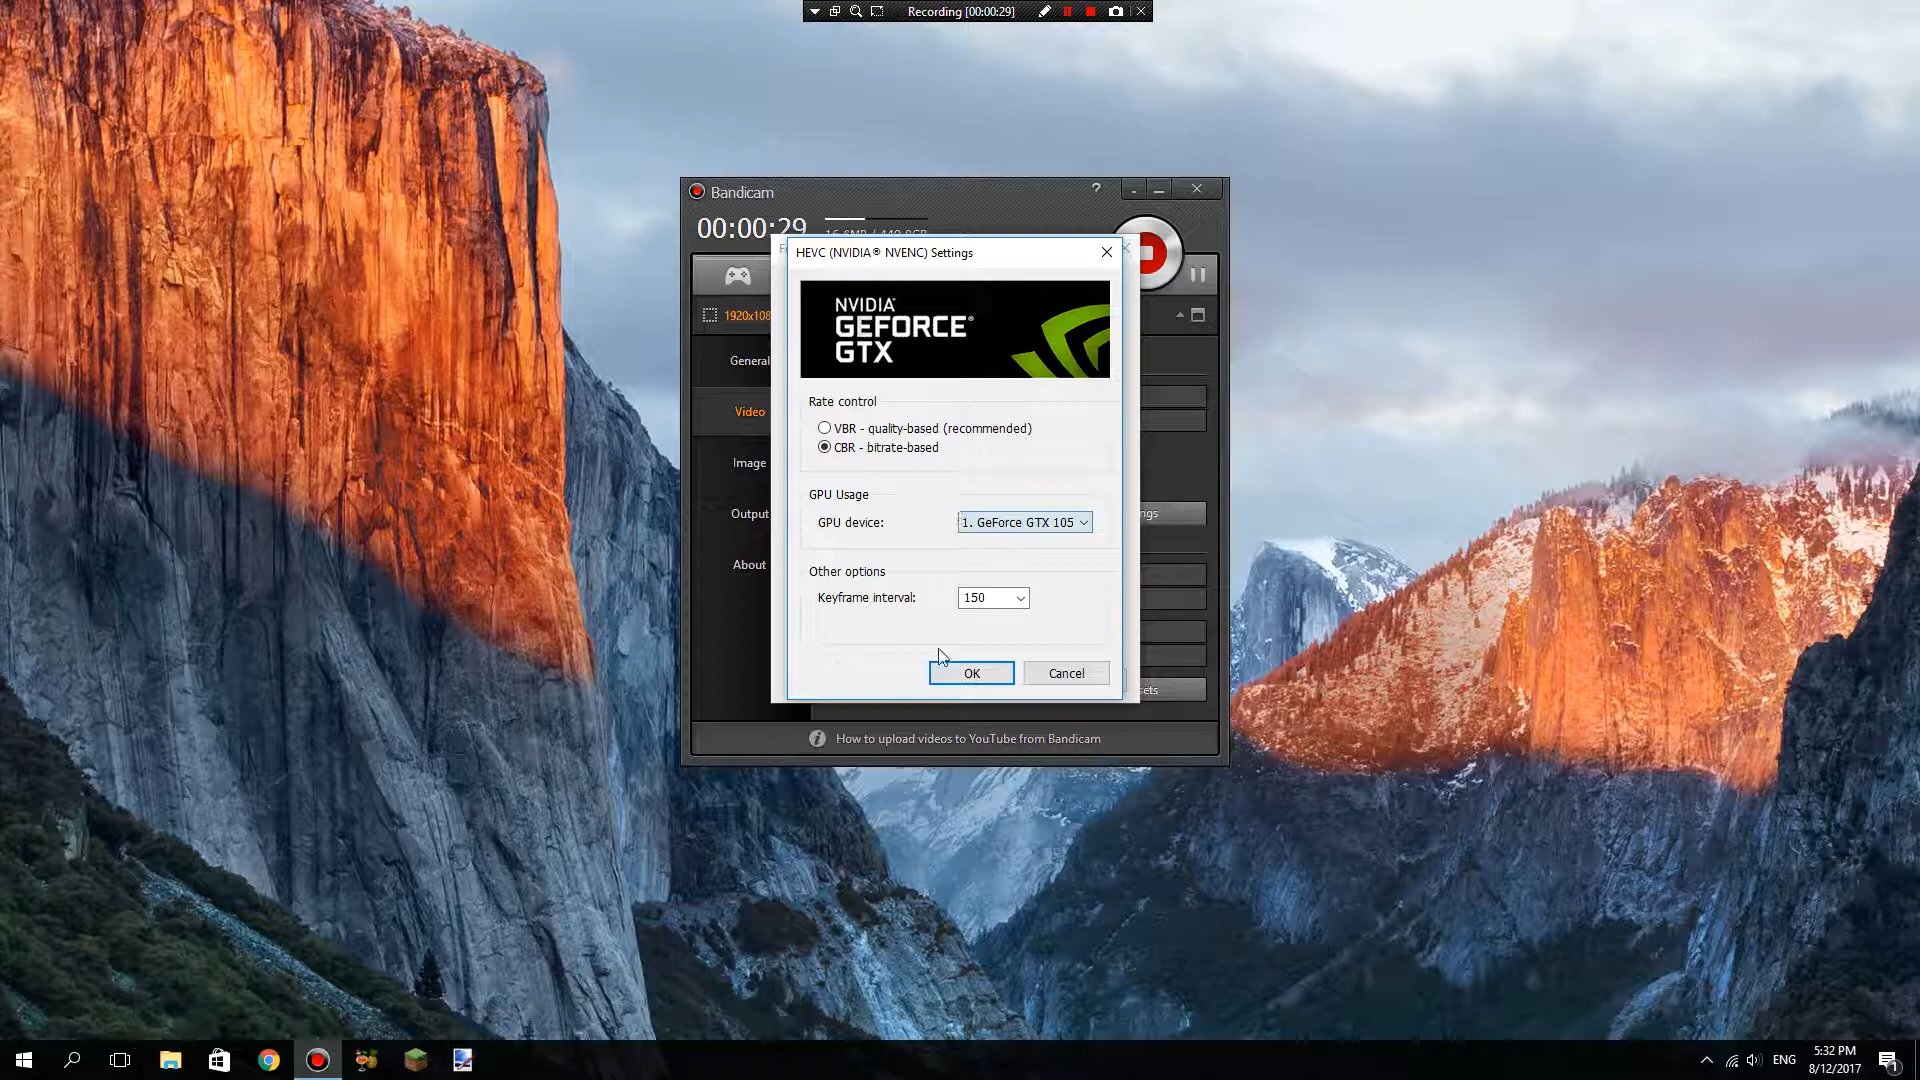 Recording [00:00:29]
Bandicam
?
00:00:29
HEVC (NVIDIA® NVENC) Settings
NVIDIA
GEFORCE®
GTX
1920x108
General
Video
Image
Output
About
Rate control
VBR - quality-based (recommended)
CBR - bitrate-based
GPU Usage
GPU device:
1. GeForce GTX 105
Other options
Keyframe interval:
150
OK
Cancel
ngs
sets
How to upload videos to YouTube from Bandicam
ENG
5:32 PM
8/12/2017
1